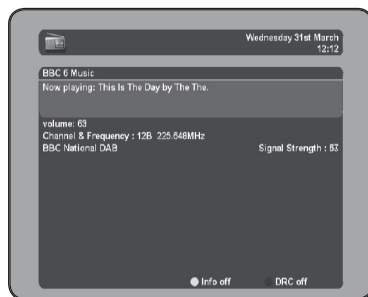 Wednesday 31st March
12:12
BBC 6 Music
Now playing: This Is The Day by The The.
volume: 63
Channel & Frequency : 12B 225.648MHz
BBC National DAB
Signal Strength : 53
Info off
DRC off